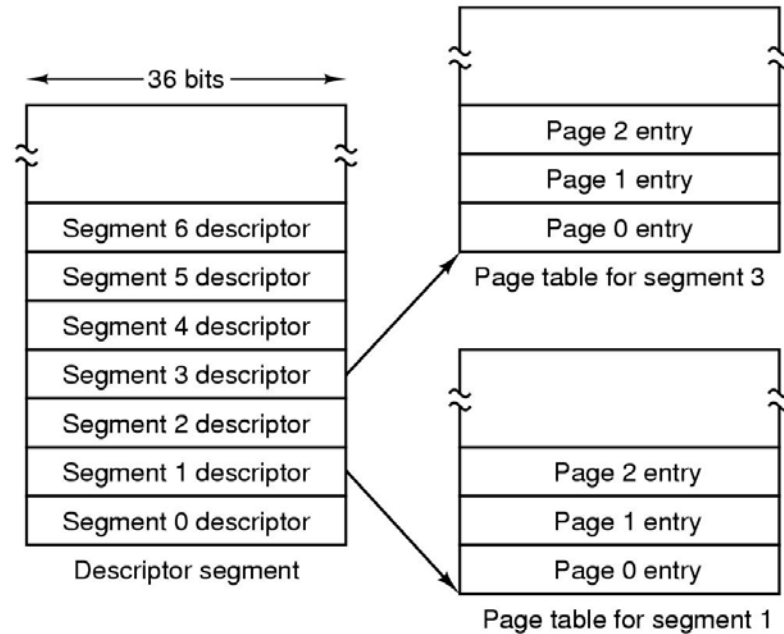 36 bits
Segment 6 descriptor
Segment 5 descriptor
Segment 4 descriptor
Segment 3 descriptor
Segment 2 descriptor
Segment 1 descriptor
Segment 0 descriptor
Descriptor segment
Page 2 entry
Page 1 entry
Page 0 entry
Page table for segment 3
Page 2 entry
Page 1 entry
Page 0 entry
Page table for segment 1